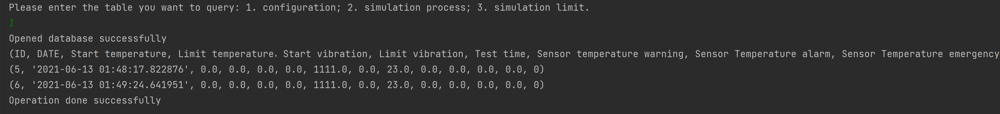 Please enter the table you want to query: 1. configuration; 2. simulation process; 3. simulation limit.
1
Opened database successfully
(ID, DATE, Start temperature, Limit temperature，Start vibration, Limit vibration, Test time, Sensor temperature warning, Sensor Temperature alarm, Sensor Temperature emergency
(5, '2021-06-13 01:48:17.822876', 0.0, 0.0, 0.0, 0.0, 1111.0, 0.0, 23.0, 0.0, 0.0, 0.0, 0.0, 0)
(6, '2021-06-13 01:49:24.641951', 0.0, 0.0, 0.0, 0.0, 1111.0, 0.0, 23.0, 0.0, 0.0, 0.0, 0.0, 0)
Operation done successfully